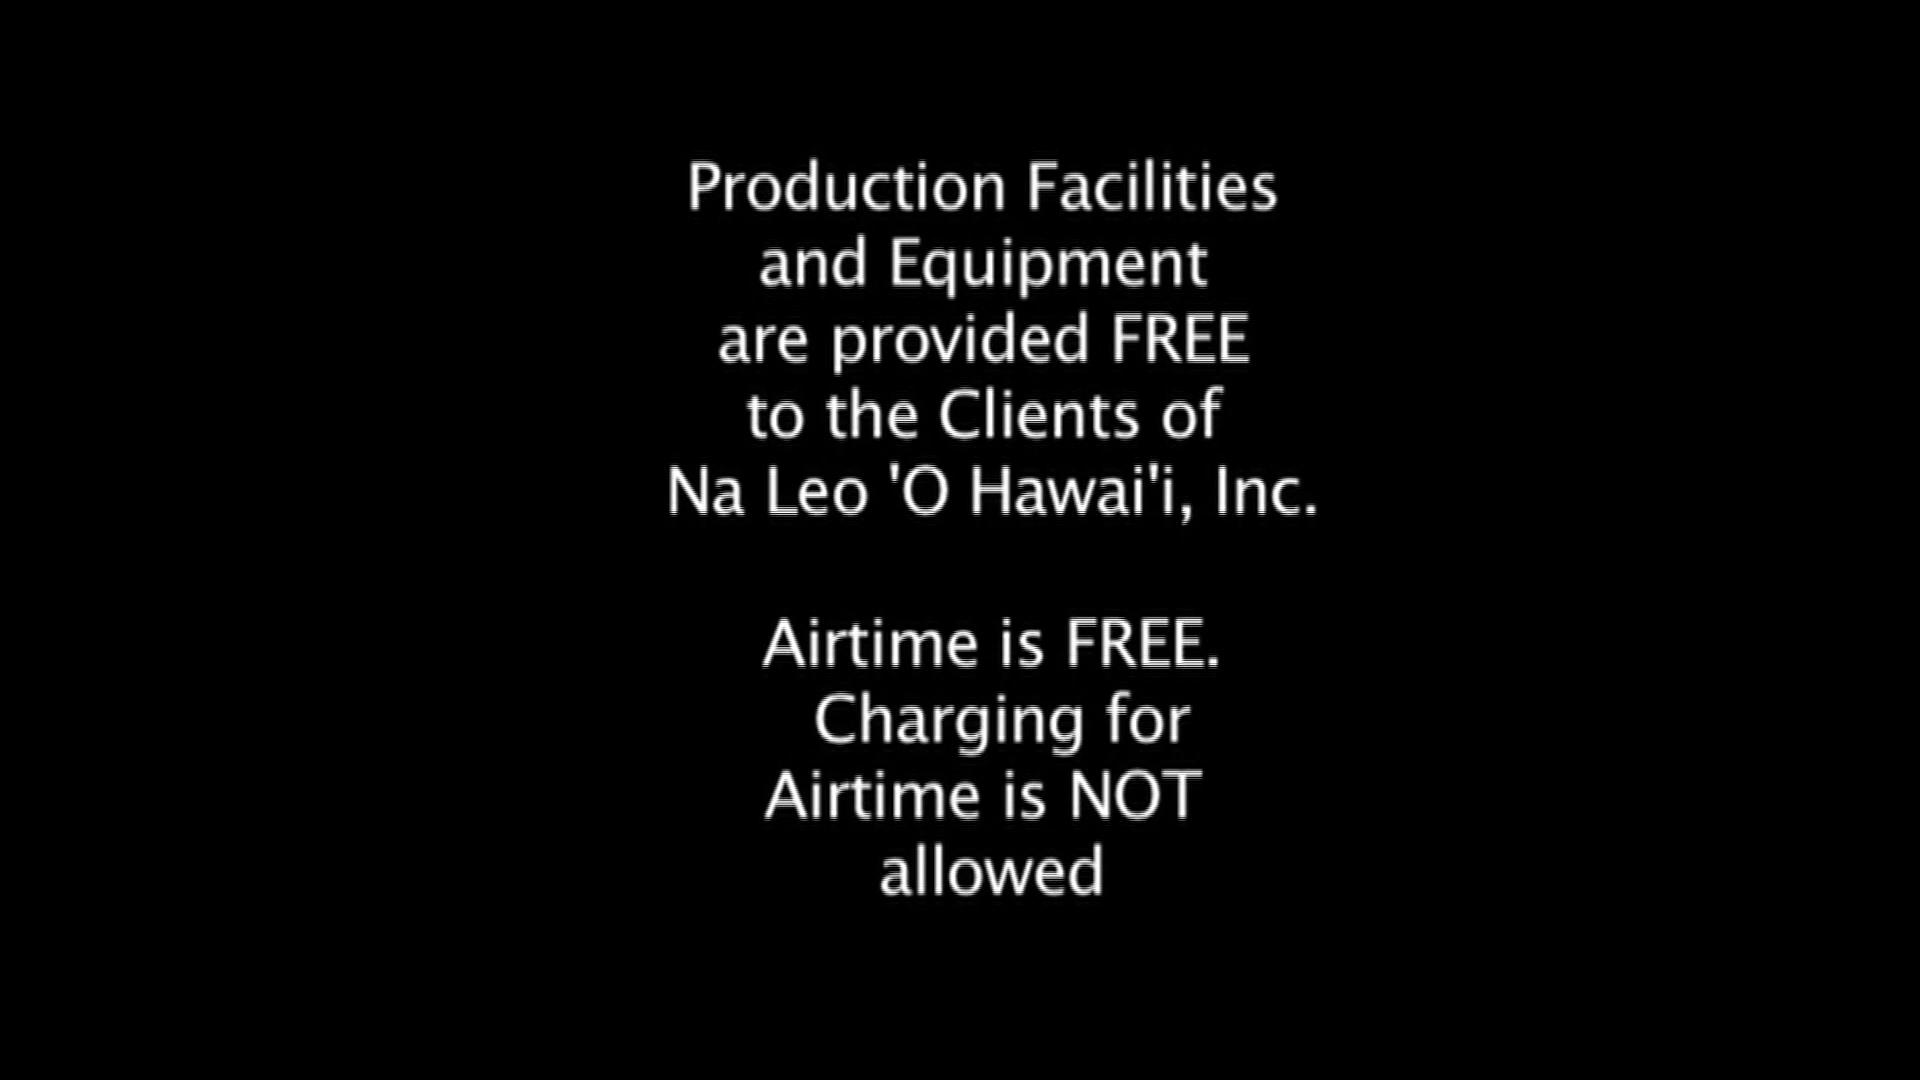 Production Facilities
and Equipment
are provided FREE
to the Clients of
Na Leo 'O Hawai'i, Inc.
Airtime is FREE.
Charging for
Airtime is NOT
allowed